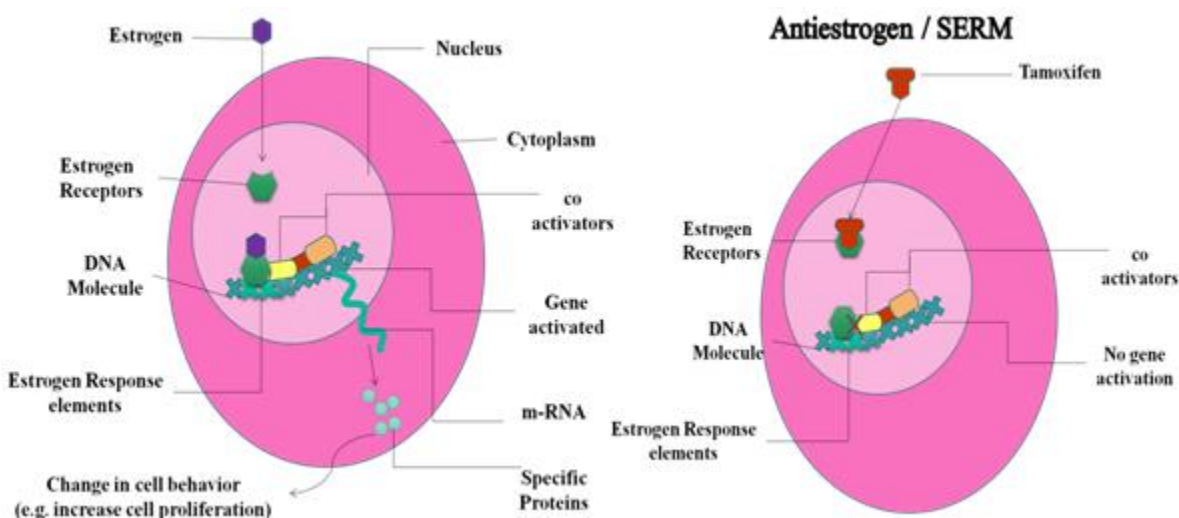 Estrogen
Nucleus
Cytoplasm
Estrogen
Receptors
co
activators
DNA
Molecule
Gene
activated
Estrogen Response
elements
m-RNA
Change in cell behavior
(e.g. increase cell proliferation)
Specific
Proteins
Antiestrogen / SERM
Tamoxifen
Estrogen
Receptors
co
activators
DNA
Molecule
No gene
activation
Estrogen Response
elements